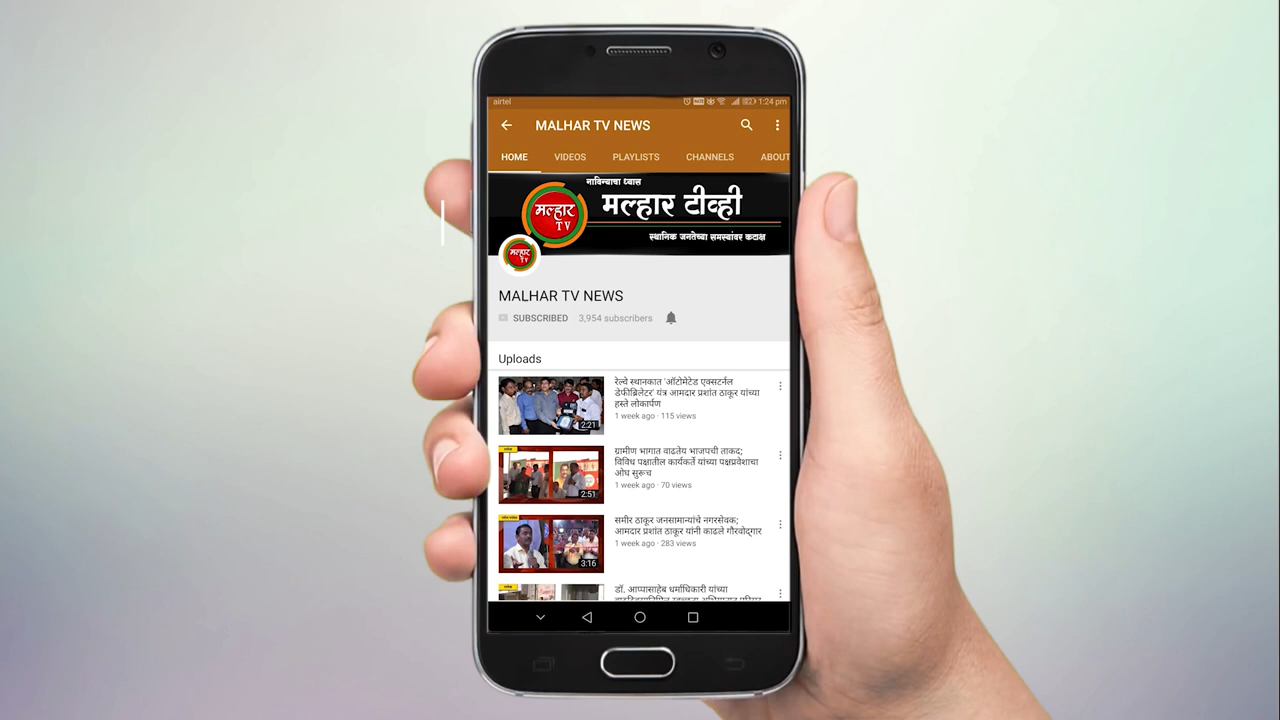 airtel
1:24 pm
MALHAR TV NEWS
HOME VIDEOS PLAYLISTS CHANNELS ABOUT
नाविन्याचा ध्यास
मल्हार टीव्ही
मल्हार
TV
स्थानिक जनतेच्या समस्यांवर कटाक्ष
मल्हार
TV
MALHAR TV NEWS
SUBSCRIBED 3,954 subscribers
Uploads
रेल्वे स्थानकात 'ऑटोमेटेड एक्सटर्नल
डेफीब्रिलेटर' यंत्र आमदार प्रशांत ठाकूर यांच्या
हस्ते लोकार्पण
1 week ago · 115 views
2:21
ग्रामीण भागात वाढतेय भाजपची ताकद;
विविध पक्षातील कार्यकर्ते यांच्या पक्षप्रवेशाचा
ओघ सुरूच
1 week ago · 70 views
2:51
समीर ठाकूर जनसामान्यांचे नगरसेवक;
आमदार प्रशांत ठाकूर यांनी काढले गौरवोद्गार
1 week ago · 283 views
3:16
डॉ. आप्पासाहेब धर्माधिकारी यांच्या